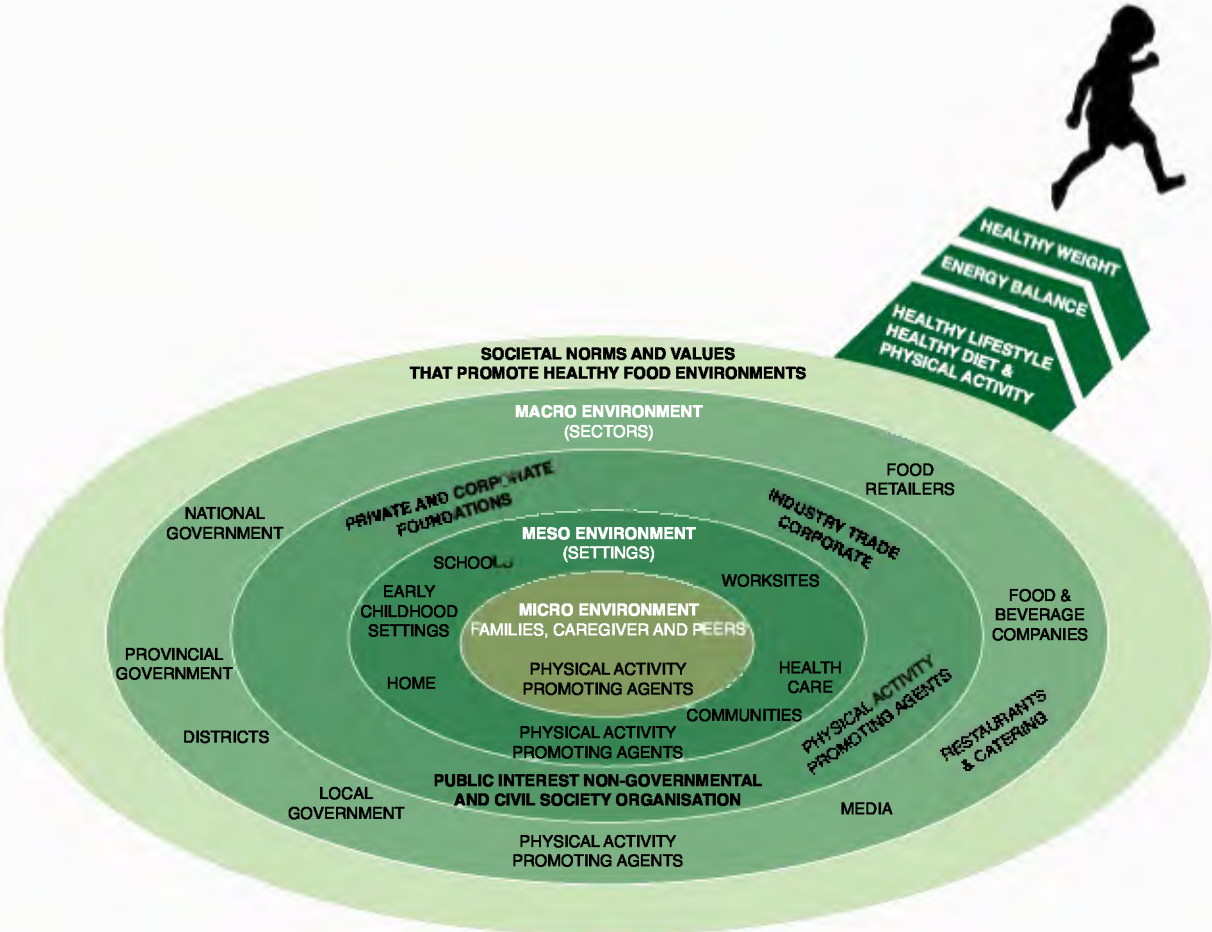 HEALTHY WEIGHT
ENERGY BALANCE
HEALTHY LIFESTYLE
HEALTHY DIET &
PHYSICAL ACTIVITY
SOCIETAL NORMS AND VALUES
THAT PROMOTE HEALTHY FOOD ENVIRONMENTS
MACRO ENVIRONMENT
(SECTORS)
FOOD
RETAILERS
NATIONAL
GOVERNMENT
PRIVATE AND CORPORATE
FOUNDATIONS
INDUSTRY TRADE
CORPORATE
MESO ENVIRONMENT
(SETTINGS)
SCHOOLS
WORKSITES
EARLY
CHILDHOOD
SETTINGS
MICRO ENVIRONMENT
FAMILIES, CAREGIVER AND PEERS
FOOD &
BEVERAGE
COMPANIES
PROVINCIAL
GOVERNMENT
HOME
PHYSICAL ACTIVITY
PROMOTING AGENTS
HEALTH
CARE
COMMUNITIES
PHYSICAL ACTIVITY
PROMOTING AGENTS
RESTAURANTS
& CATERING
DISTRICTS
PHYSICAL ACTIVITY
PROMOTING AGENTS
PUBLIC INTEREST NON-GOVERNMENTAL
AND CIVIL SOCIETY ORGANISATION
LOCAL
GOVERNMENT
MEDIA
PHYSICAL ACTIVITY
PROMOTING AGENTS